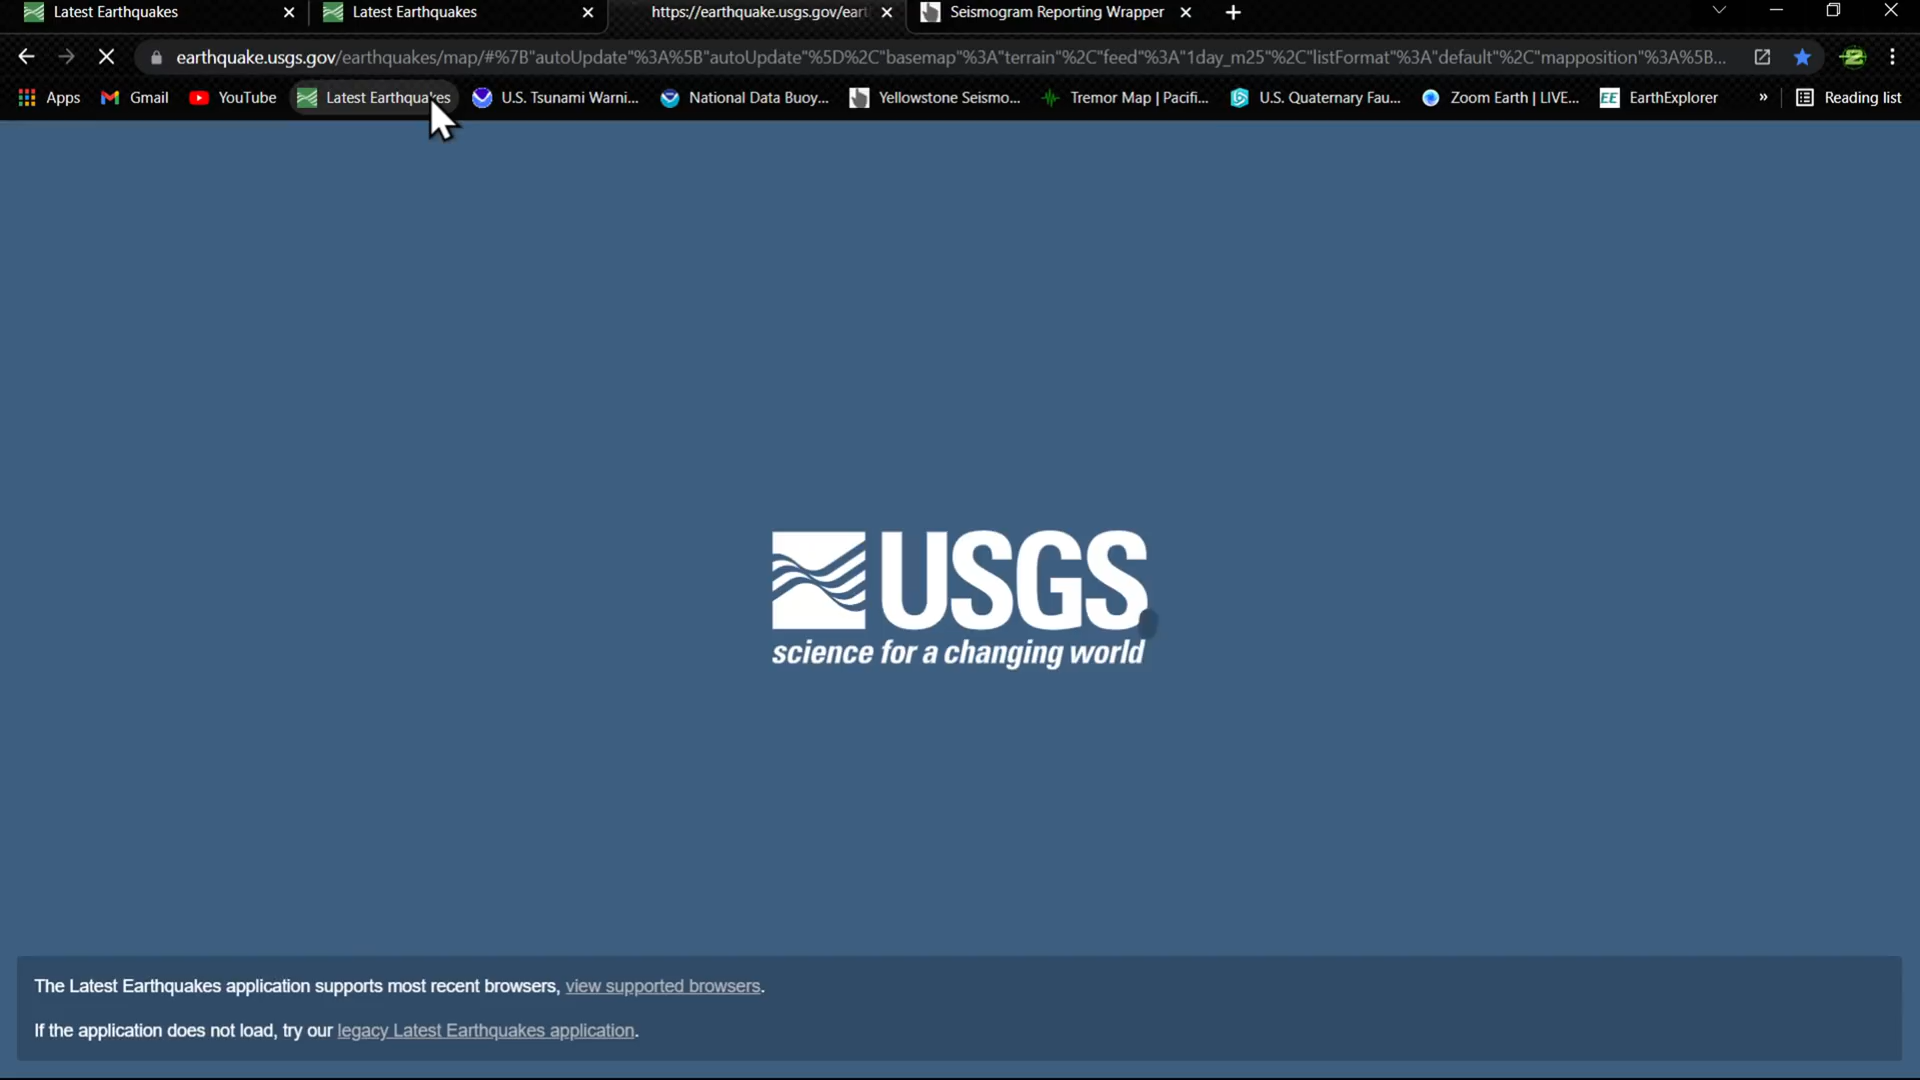 Latest Earthquakes
Latest Earthquakes
https://earthquake.usgs.gov/eart
Seismogram Reporting Wrapper
earthquake.usgs.gov/earthquakes/map/#%7B"autoUpdate"%3A%5B"autoUpdate"%5D%2C"basemap"%3A"terrain"%2C"feed"%3A"1day_m25"%2C"listFormat"%3A"default"%2C"mapposition"%3A%5B...
Apps
Gmail
YouTube
Latest Earthquakes
U.S. Tsunami Warni...
National Data Buoy...
Yellowstone Seismo...
Tremor Map | Pacifi...
U.S. Quaternary Fau...
Zoom Earth | LIVE...
EE
EarthExplorer
»
Reading list
USGS
science for a changing world
The Latest Earthquakes application supports most recent browsers, view supported browsers.
If the application does not load, try our legacy Latest Earthquakes application.